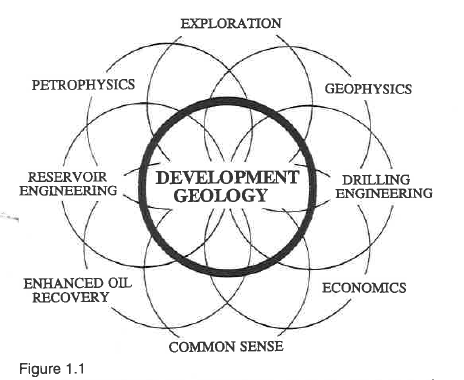 EXPLORATION
PETROPHYSICS
GEOPHYSICS
RESERVOIR
ENGINEERING
DEVELOPMENT
GEOLOGY
DRILLING
ENGINEERING
ENHANCED OIL
RECOVERY
ECONOMICS
COMMON SENSE
Figure 1.1